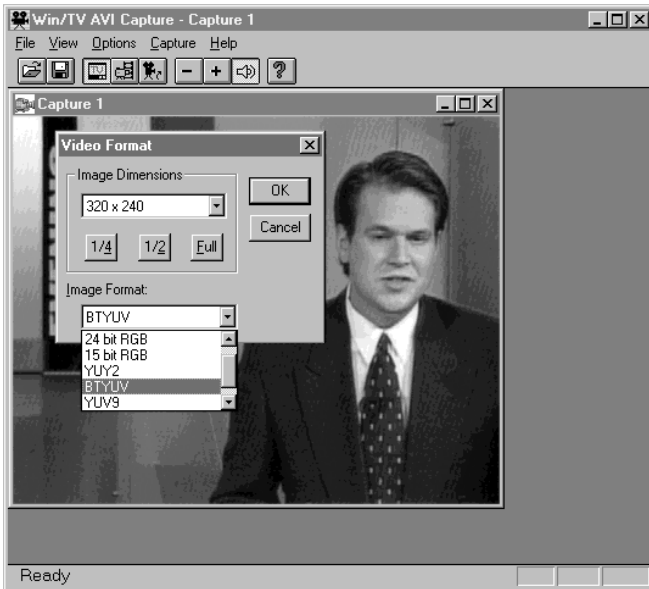 Win/TV AVI Capture - Capture 1
File View Options Capture Help
TV
Capture 1
Video Format
Image Dimensions
320 x 240
OK
Cancel
1/4 1/2 Full
Image Format:
BTYUV
24 bit RGB
15 bit RGB
YUY2
BTYUV
YUV9
Ready